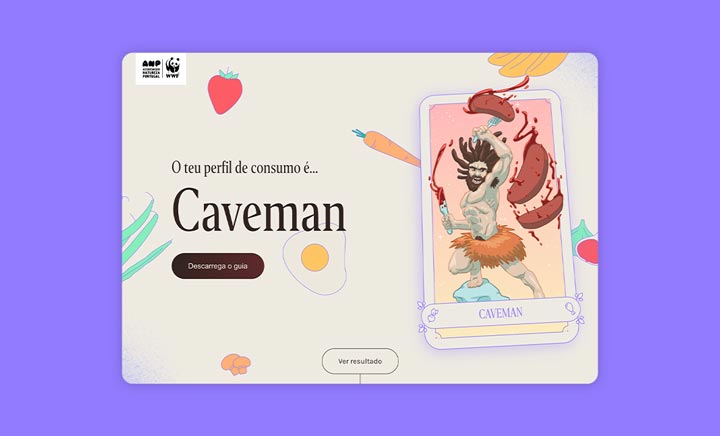 ANP
ASSOCIAÇÃO
NATUREZA
PORTUGAL
WWF
O teu perfil de consumo é...
Caveman
Descarrega o guia
CAVEMAN
Ver resultado